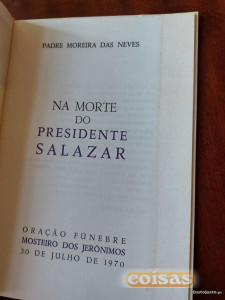 PADRE MOREIRA DAS NEVES
NA MORTE
DO
PRESIDENTE
SALAZAR
ORAÇÃO FÚNEBRE
MOSTEIRO DOS JERÓNIMOS
30 DE JULHO DE 1970
coisas